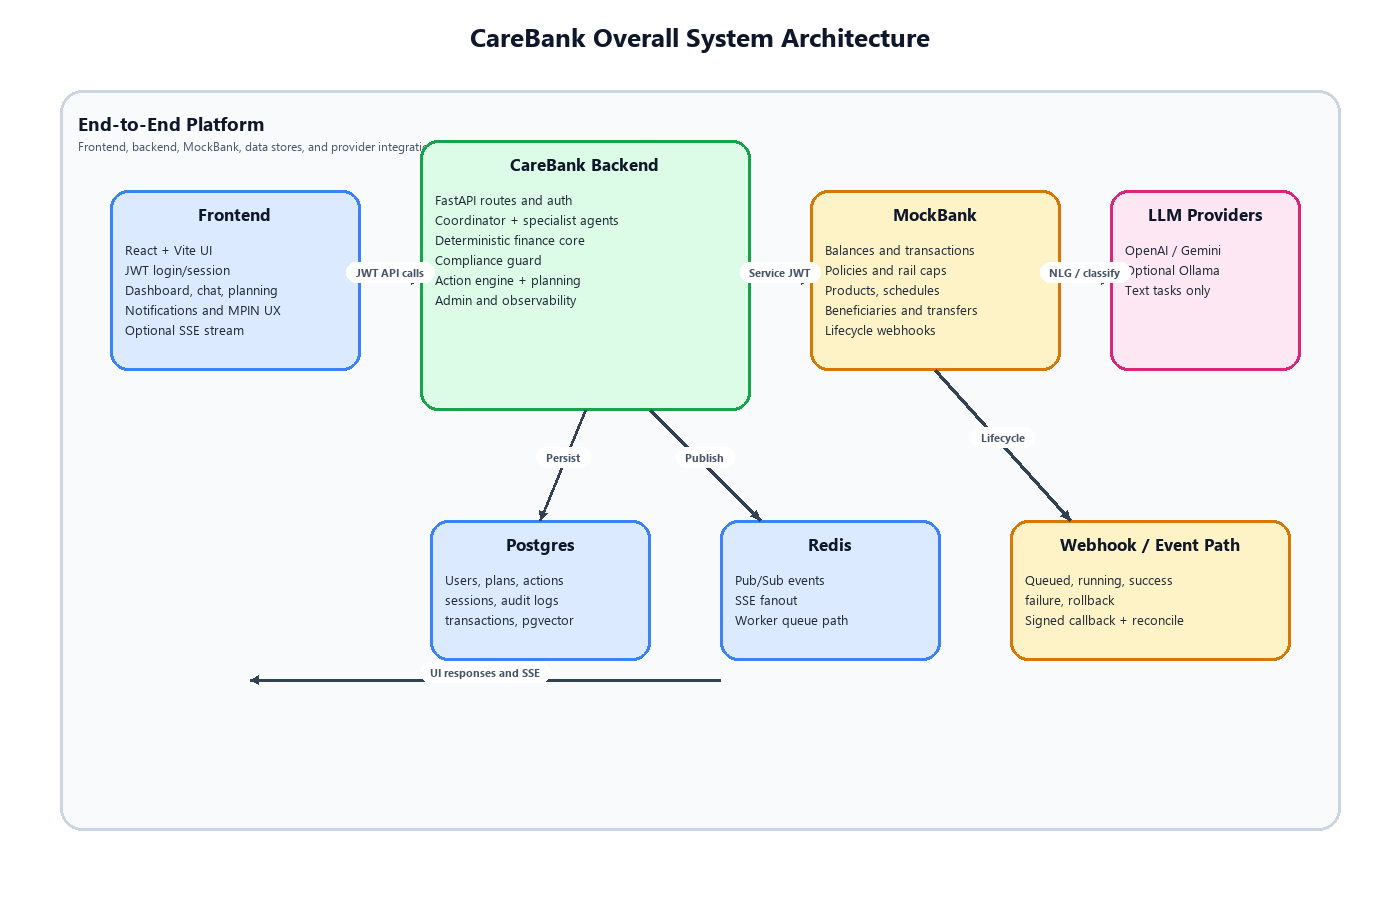 CareBank Overall System Architecture
End-to-End Platform
Frontend, backend, MockBank, data stores, and provider
Frontend
React + Vite UI
JWT login/session
Dashboard, chat, planning
Notifications and MPIN UX
Optional SSE stream
JWT API calls
CareBank Backend
FastAPI routes and auth
Coordinator + specialist agents
Deterministic finance core
Compliance guard
Action engine + planning
Admin and observability
Service JWT
MockBank
Balances and transactions
Policies and rail caps
Products, schedules
Beneficiaries and transfers
Lifecycle webhooks
NLG / classify
LLM Providers
OpenAI / Gemini
Optional Ollama
Text tasks only
Persist
Publish
Lifecycle
Postgres
Users, plans, actions
sessions, audit logs
transactions, pgvector
Redis
Pub/Sub events
SSE fanout
Worker queue path
Webhook / Event Path
Queued, running, success
failure, rollback
Signed callback + reconcile
UI responses and SSE